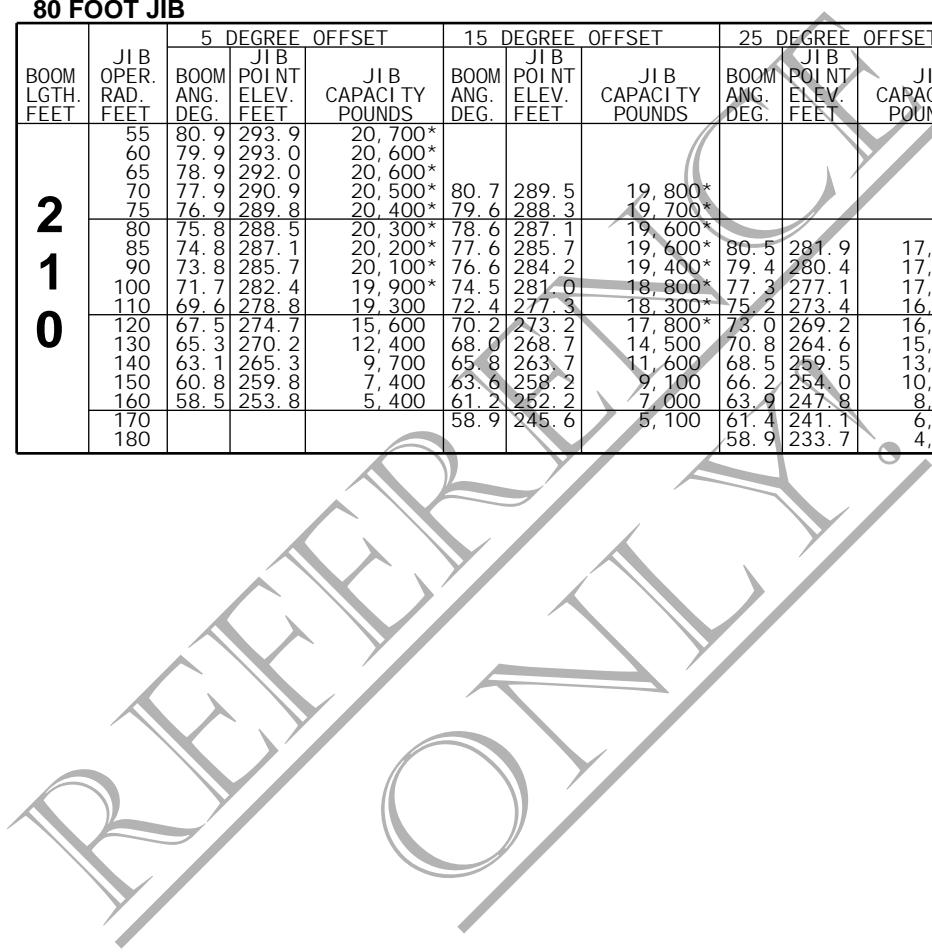 80 FOOT JIB
5 DEGREE OFFSET 15 DEGREE OFFSET 25 DEGREE OFFSET
BOOM LGTH. FEET JIB OPER. RAD. FEET BOOM ANG. DEG. JIB POINT ELEV. FEET JIB CAPACITY POUNDS BOOM ANG. DEG. JIB POINT ELEV. FEET JIB CAPACITY POUNDS BOOM ANG. DEG. JIB POINT ELEV. FEET
210
55 80.9 293.9 20,700*
60 79.9 293.0 20,600*
65 78.9 292.0 20,600*
70 77.9 290.9 20,500* 80.7 289.5 19,800*
75 76.9 289.8 20,400* 79.6 288.3 19,700*
80 75.8 288.5 20,300* 78.6 287.1 19,600*
85 74.8 287.1 20,200* 77.6 285.7 19,600* 80.5 281.9 17,
90 73.8 285.7 20,100* 76.6 284.2 19,400* 79.4 280.4 17,
100 71.7 282.4 19,900* 74.5 281.0 18,800* 77.3 277.1 17,
110 69.6 278.8 19,300 72.4 277.3 18,300* 75.2 273.4 16,
120 67.5 274.7 15,600 70.2 273.2 17,800* 73.0 269.2 16,
130 65.3 270.2 12,400 68.0 268.7 14,500 70.8 264.6 15,
140 63.1 265.3 9,700 65.8 263.7 11,600 68.5 259.5 13,
150 60.8 259.8 7,400 63.6 258.2 9,100 66.2 254.0 10,
160 58.5 253.8 5,400 61.2 252.2 7,000 63.9 247.8 8,
170 58.9 245.6 5,100 61.4 241.1 6,
180 58.9 233.7 4,
REFERENCE
ONLY!